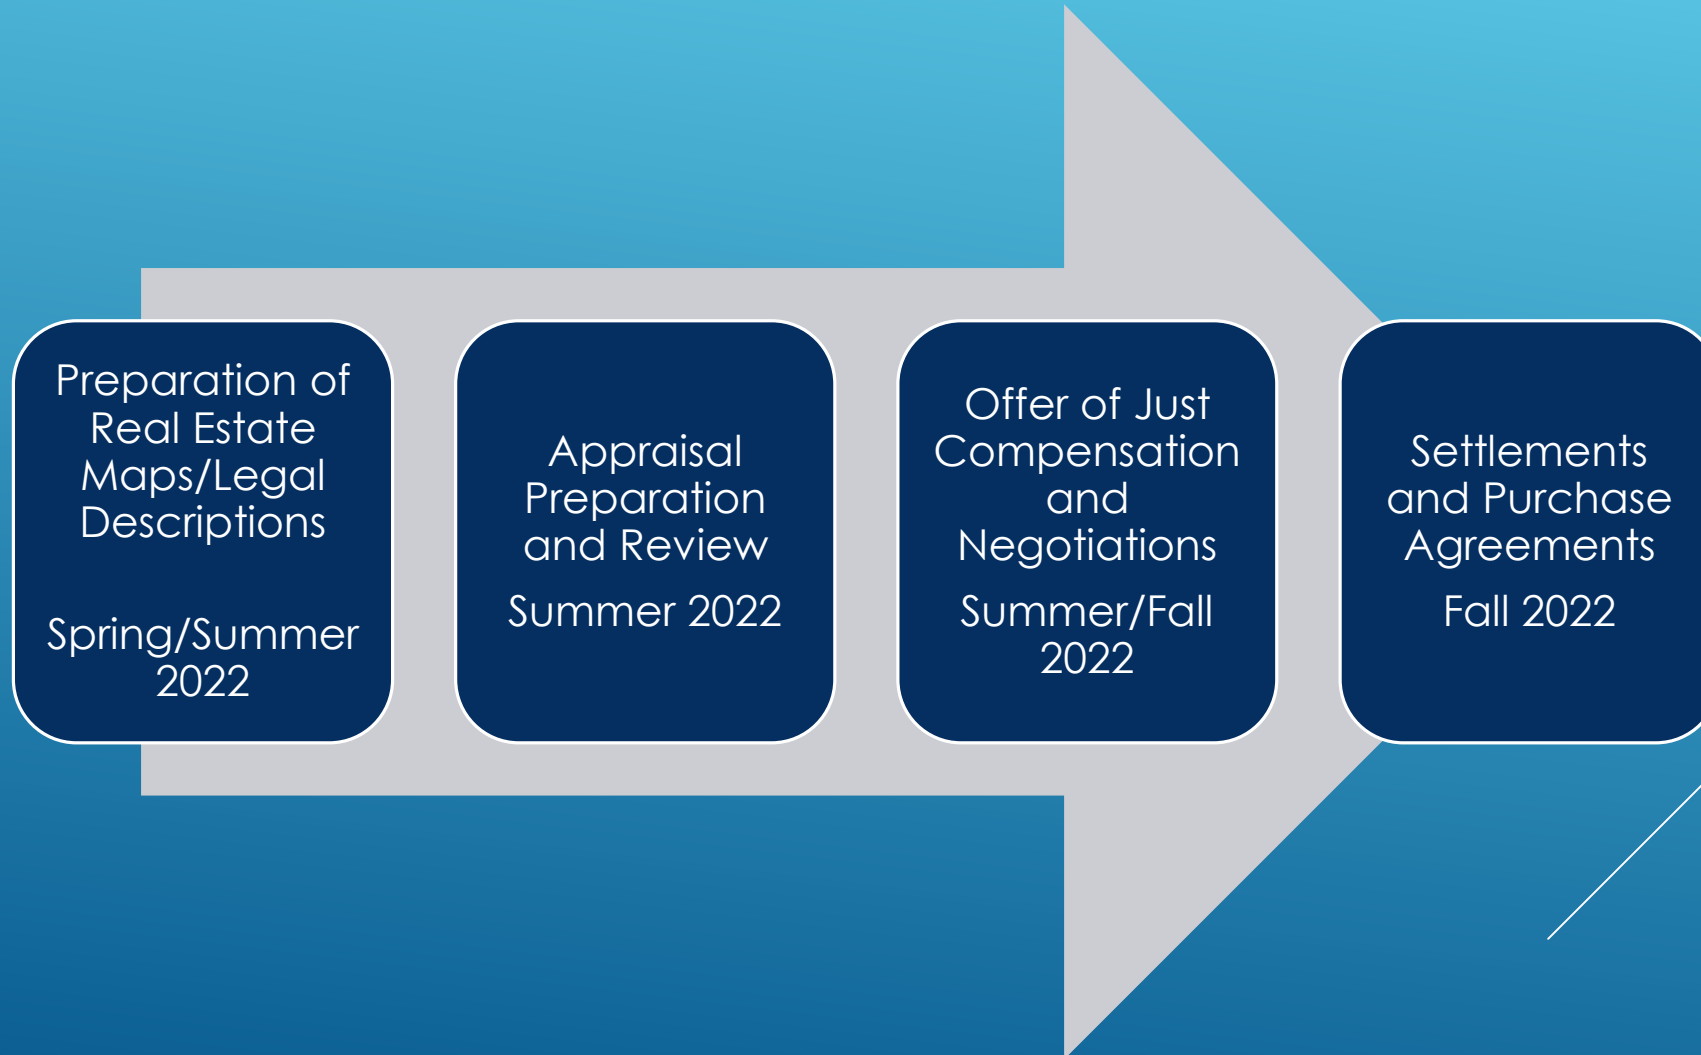 Preparation of
Real Estate
Maps/Legal
Descriptions
Spring/Summer
2022
Appraisal
Preparation
and Review
Summer 2022
Offer of Just
Compensation
and
Negotiations
Summer/Fall
2022
Settlements
and Purchase
Agreements
Fall 2022